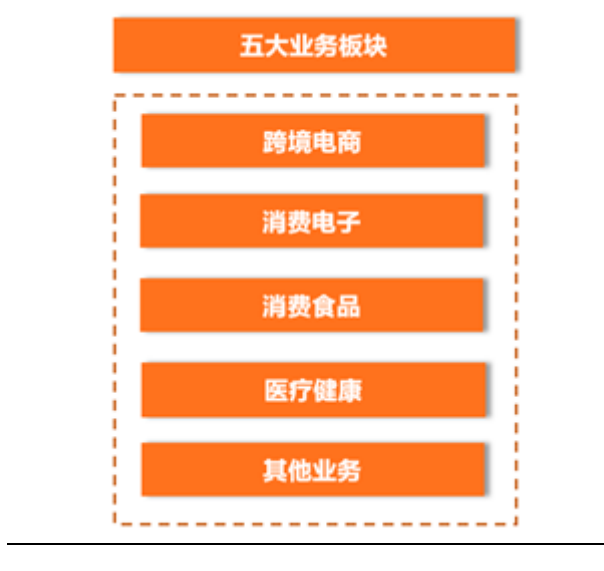 五大业务板块
跨境电商
消费电子
消费食品
医疗健康
其他业务